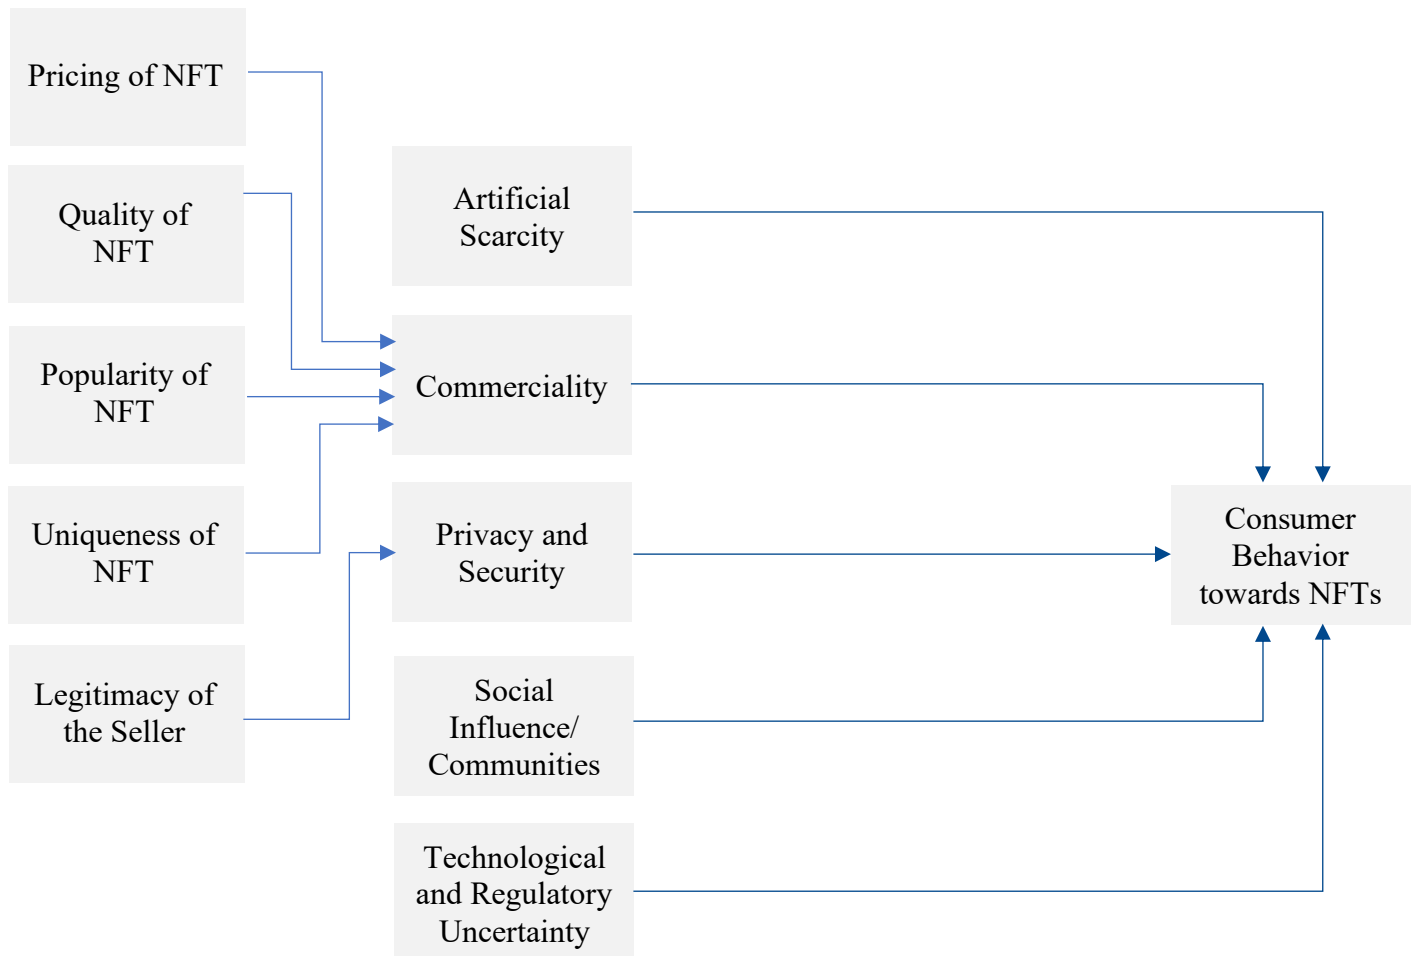 Pricing of NFT
Quality of
NFT
Popularity of
NFT
Uniqueness of
NFT
Legitimacy of
the Seller
Artificial
Scarcity
Commerciality
Privacy and
Security
Social
Influence/
Communities
Technological
and Regulatory
Uncertainty
Consumer
Behavior
towards NFTs